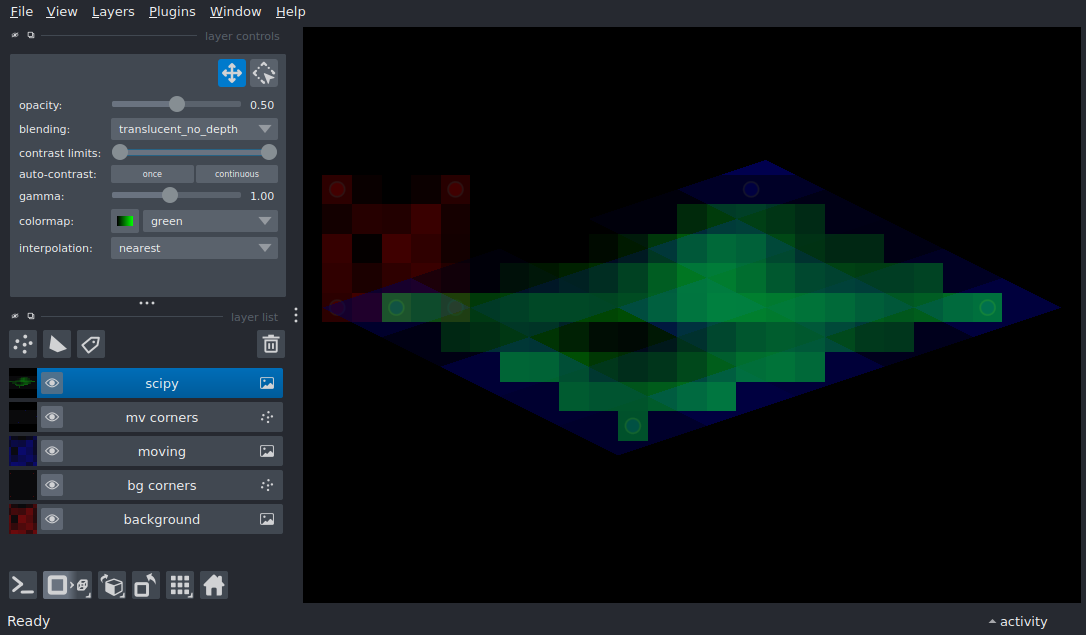 File View Layers Plugins Window Help
layer controls
opacity: 0.50
blending: translucent_no_depth
contrast limits:
auto-contrast: once continuous
gamma: 1.00
colormap: green
interpolation: nearest
layer list
scipy
mv corners
moving
bg corners
background
Ready
activity